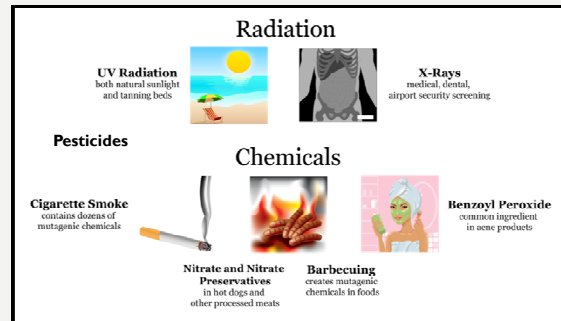 Radiation
UV Radiation
both natural sunlight
and tanning beds
X-Rays
medical, dental,
airport security screening
Pesticides
Chemicals
Cigarette Smoke
contains dozens of
mutagenic chemicals
Benzoyl Peroxide
common ingredient
in acne products
Nitrate and Nitrate
Preservatives
in hot dogs and
other processed meats
Barbecuing
creates mutagenic
chemicals in foods